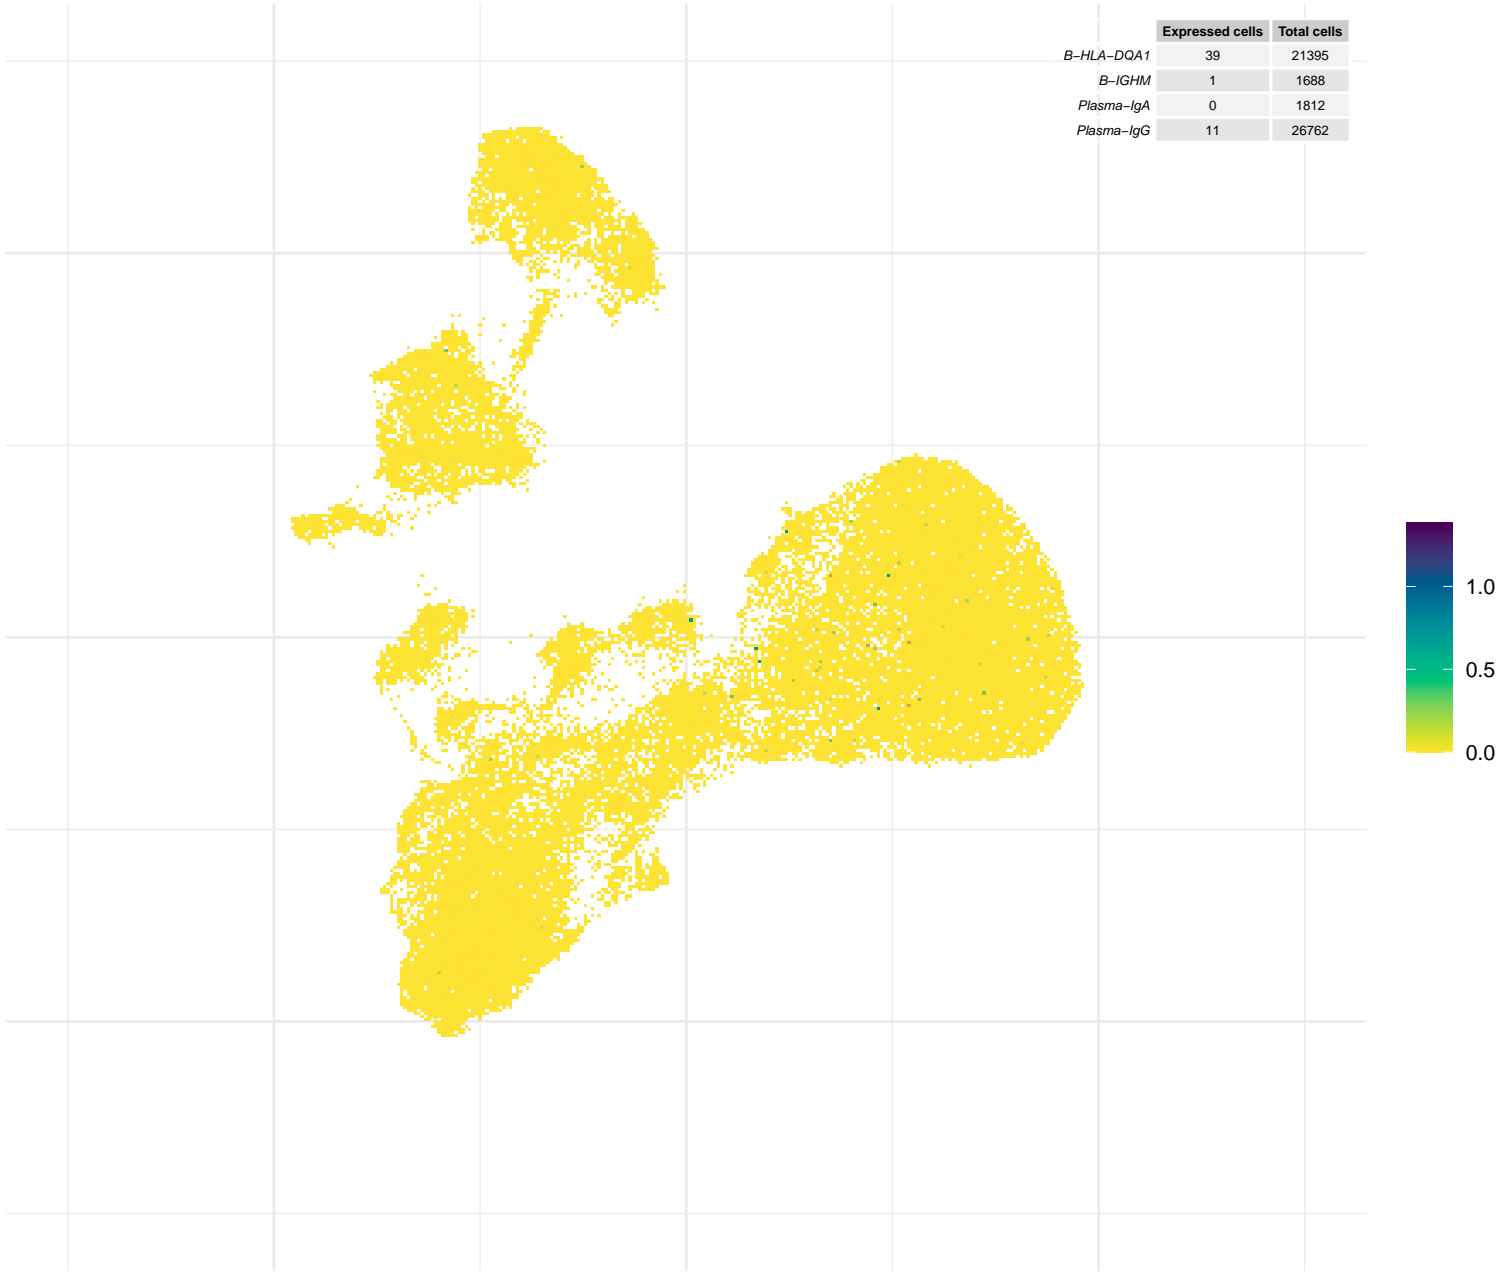 Expressed cells Total cells
B−HLA−DQA1 39 21395
B−IGHM 1 1688
Plasma−IgA 0 1812
Plasma−IgG 11 26762
1.0
0.5
0.0